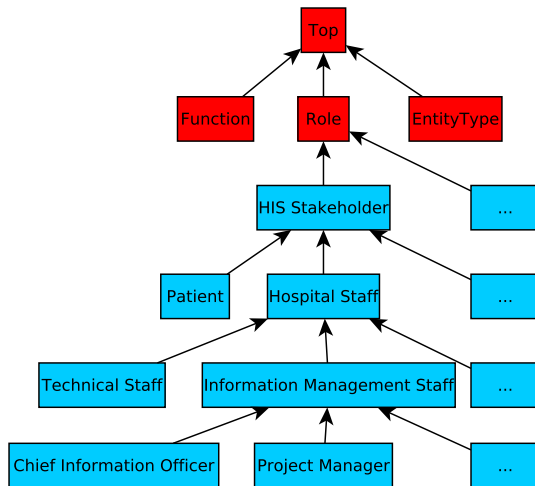 Top
Function
Role
EntityType
HIS Stakeholder
...
Patient
Hospital Staff
...
Technical Staff
Information Management Staff
...
Chief Information Officer
Project Manager
...